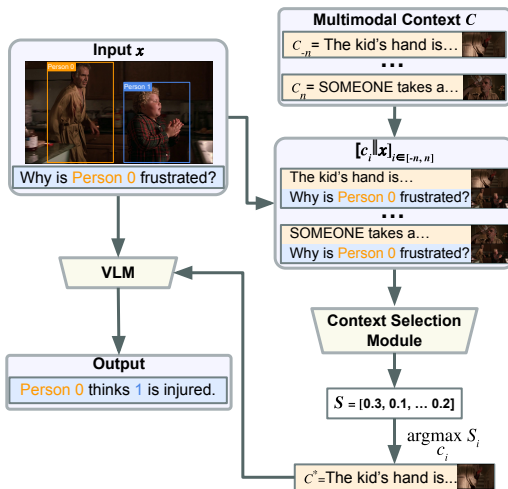 Input x
Person 0
Person 1
Why is Person 0 frustrated?
VLM
Output
Person 0 thinks 1 is injured.
Multimodal Context C
C₋ₙ= The kid's hand is…
...
Cₙ= SOMEONE takes a…
[cᵢ||x]ᵢ∈[-n, n]
The kid's hand is…
Why is Person 0 frustrated?
...
SOMEONE takes a…
Why is Person 0 frustrated?
Context Selection
Module
S = [0.3, 0.1, … 0.2]
argmax Sᵢ
cᵢ
C*=The kid's hand is...